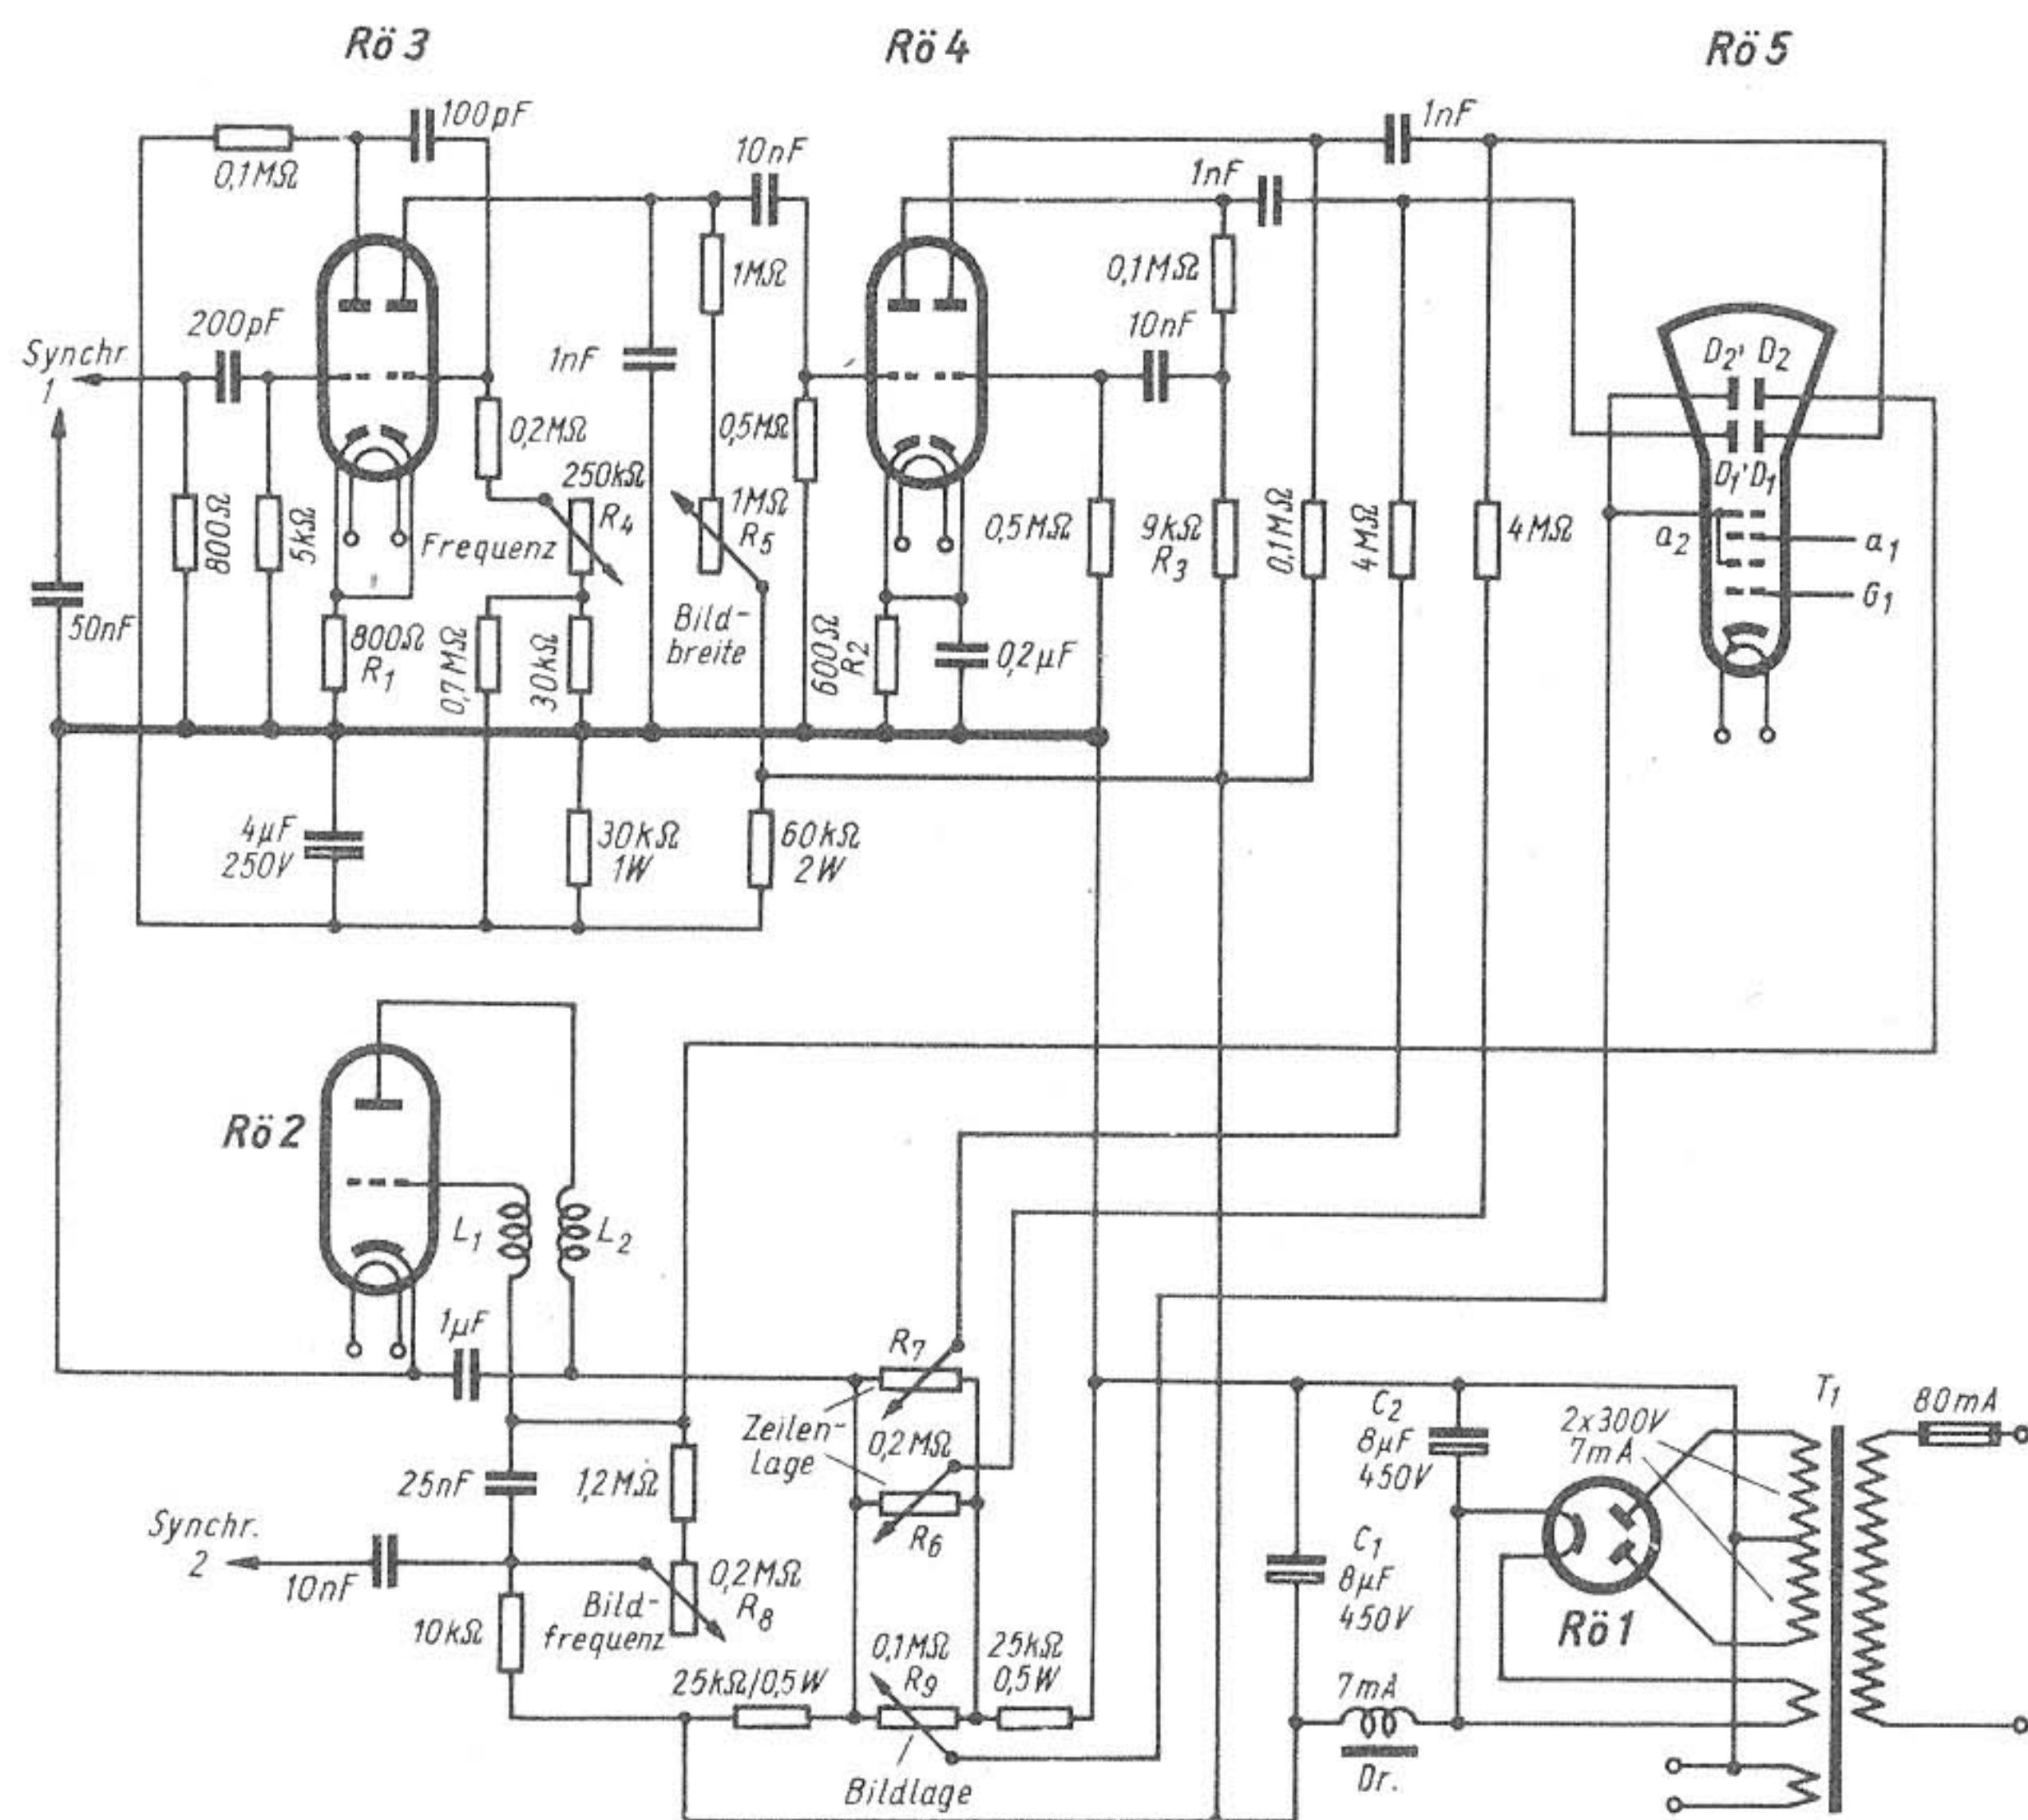 Rö 3
Rö 4
Rö 5
100pF
0,1MΩ
10nF
1nF
1nF
200pF
1MΩ
0,1MΩ
10nF
Synchr.
1
1nF
0,2MΩ
0,5MΩ
250kΩ
R4
Frequenz
1MΩ
R5
Bild-
breite
800Ω
5kΩ
50nF
800Ω
R1
0,7MΩ
30kΩ
600Ω
R2
0,2µF
0,5MΩ
9kΩ
R3
0,1MΩ
4MΩ
4MΩ
D2' D2
D1' D1
a2
a1
G1
4µF
250V
30kΩ
1W
60kΩ
2W
Rö 2
L1
L2
1µF
R7
Zeilen-
Lage
0,2MΩ
R6
25nF
1,2MΩ
Synchr.
2
10nF
0,2MΩ
R8
Bild-
frequenz
10kΩ
25kΩ/0,5W
0,1MΩ
R9
25kΩ
0,5W
Bildlage
C2
8µF
450V
C1
8µF
450V
2x300V
7mA
T1
80mA
Rö 1
7mA
Dr.